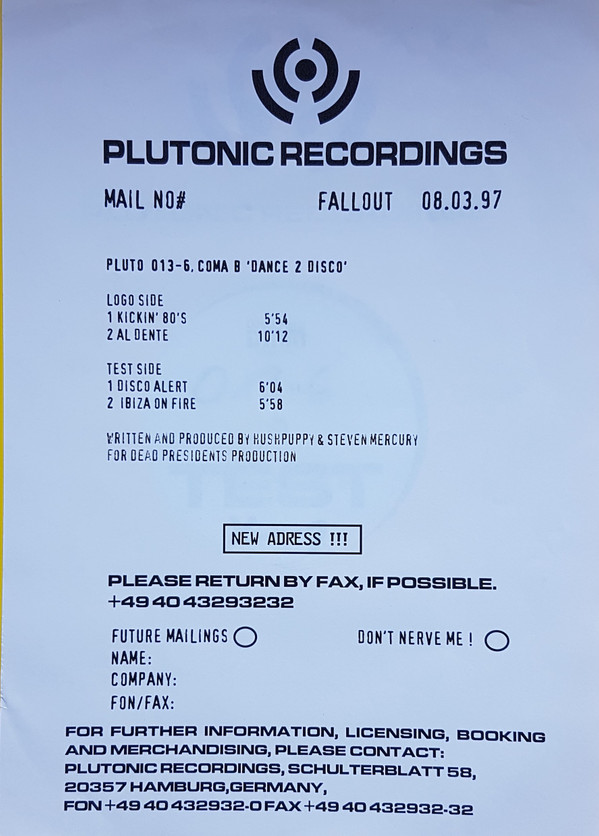 PLUTONIC RECORDINGS
MAIL NO# FALLOUT 08.03.97
PLUTO 013-6, COMA B 'DANCE 2 DISCO'
LOGO SIDE
1 KICKIN' 80'S 5'54
2 AL DENTE 10'12
TEST SIDE
1 DISCO ALERT 6'04
2 IBIZA ON FIRE 5'58
WRITTEN AND PRODUCED BY HUSHPUPPY & STEVEN MERCURY
FOR DEAD PRESIDENTS PRODUCTION
NEW ADRESS !!!
PLEASE RETURN BY FAX, IF POSSIBLE.
+49 40 43293232
FUTURE MAILINGS DON'T NERVE ME !
NAME:
COMPANY:
FON/FAX:
FOR FURTHER INFORMATION, LICENSING, BOOKING
AND MERCHANDISING, PLEASE CONTACT:
PLUTONIC RECORDINGS, SCHULTERBLATT 58,
20357 HAMBURG,GERMANY,
FON +49 40 432932-0 FAX +49 40 432932-32